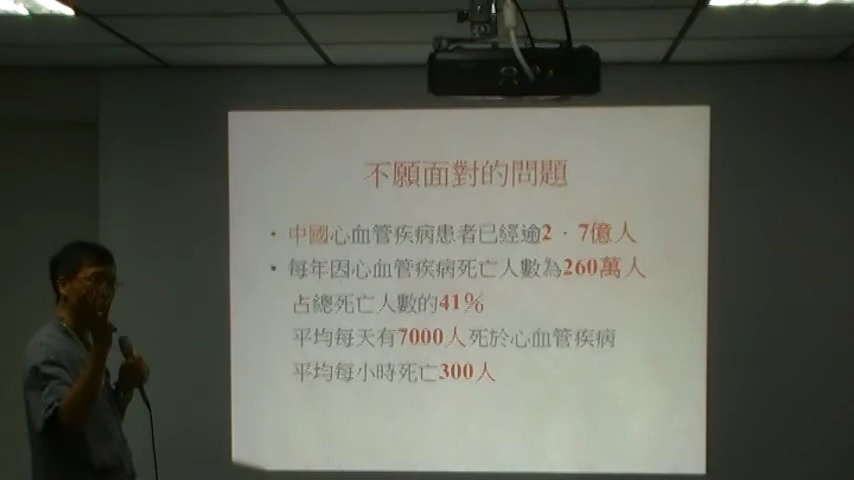 不願面對的問題
• 中國心血管疾病患者已經逾2．7億人
• 每年因心血管疾病死亡人數為260萬人
占總死亡人數的41%
平均每天有7000人死於心血管疾病
平均每小時死亡300人